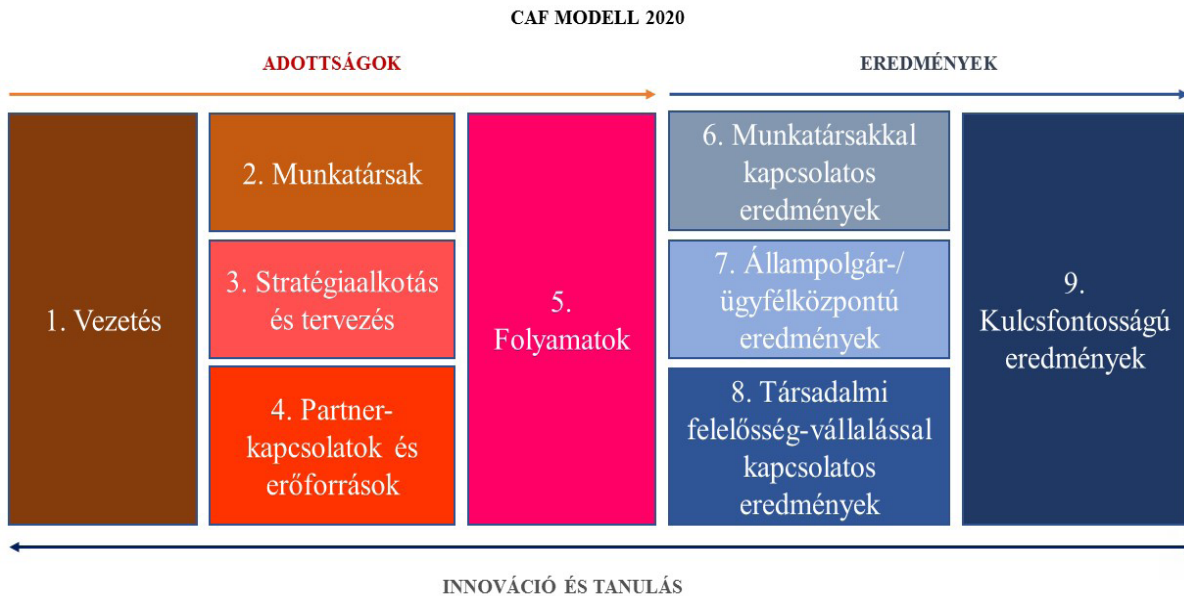 CAF MODELL 2020
ADOTTSÁGOK
EREDMÉNYEK
1. Vezetés
2. Munkatársak
3. Stratégiaalkotás
és tervezés
4. Partner-
kapcsolatok és
erőforrások
5.
Folyamatok
6. Munkatársakkal
kapcsolatos
eredmények
7. Állampolgár-/
ügyfélközpontú
eredmények
8. Társadalmi
felelősség-vállalással
kapcsolatos
eredmények
9.
Kulcsfontosságú
eredmények
INNOVÁCIÓ ÉS TANULÁS